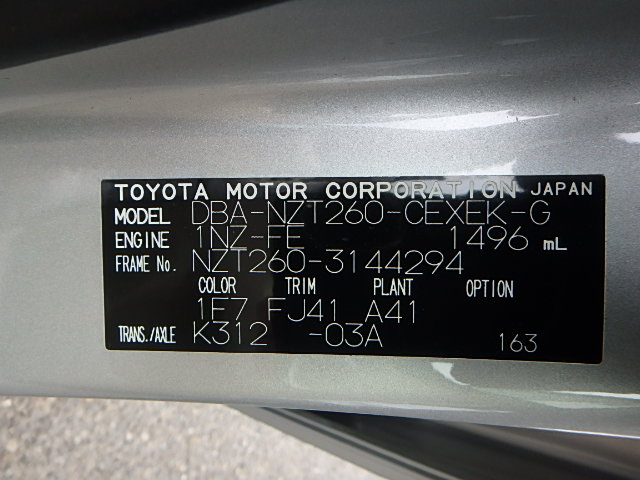 TOYOTA MOTOR CORPORATION JAPAN
MODEL DBA-NZT260-CEXEK-G
ENGINE 1NZ-FE 1496 mL
FRAME No. NZT260-3144294
COLOR TRIM PLANT OPTION
1F7 FJ41 A41
TRANS./AXLE K312 -03A
163